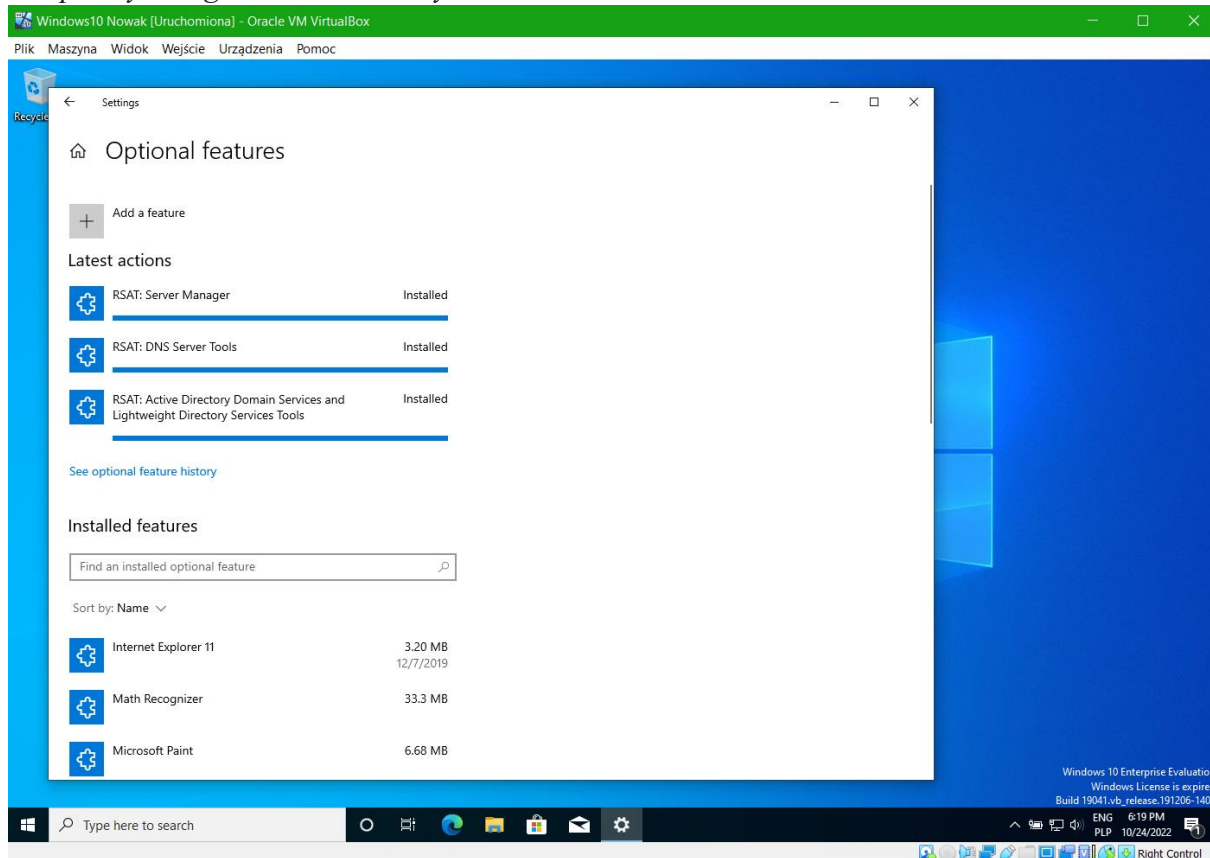 Windows10 Nowak [Uruchomiona] - Oracle VM VirtualBox
Plik Maszyna Widok Wejście Urządzenia Pomoc
Recycle
Settings
Optional features
Add a feature
Latest actions
RSAT: Server Manager Installed
RSAT: DNS Server Tools Installed
RSAT: Active Directory Domain Services and Installed
Lightweight Directory Services Tools
See optional feature history
Installed features
Find an installed optional feature
Sort by: Name
Internet Explorer 11 3.20 MB
12/7/2019
Math Recognizer 33.3 MB
Microsoft Paint 6.68 MB
Windows 10 Enterprise Evaluatio
Windows License is expire
Build 19041.vb_release.191206-140
Type here to search
ENG 6:19 PM
PLP 10/24/2022
1
Right Control